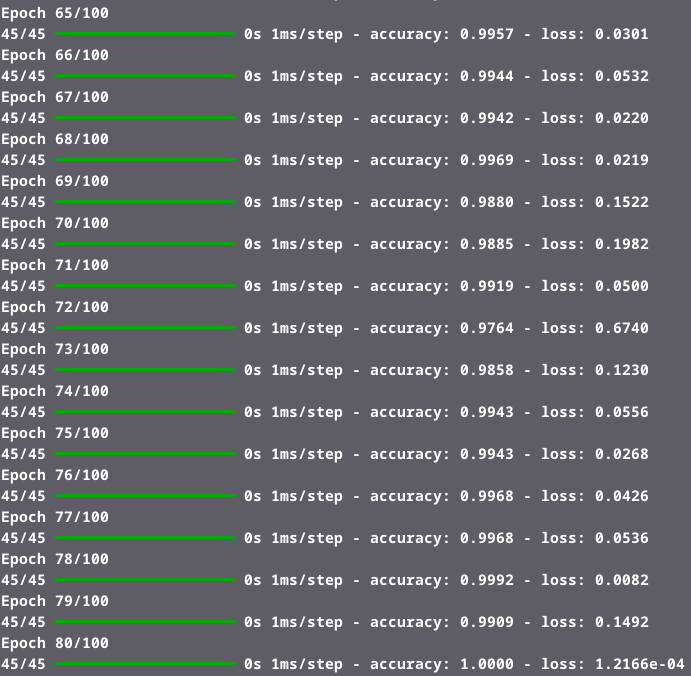 Epoch 65/100
45/45 0s 1ms/step - accuracy: 0.9957 - loss: 0.0301
Epoch 66/100
45/45 0s 1ms/step - accuracy: 0.9944 - loss: 0.0532
Epoch 67/100
45/45 0s 1ms/step - accuracy: 0.9942 - loss: 0.0220
Epoch 68/100
45/45 0s 1ms/step - accuracy: 0.9969 - loss: 0.0219
Epoch 69/100
45/45 0s 1ms/step - accuracy: 0.9880 - loss: 0.1522
Epoch 70/100
45/45 0s 1ms/step - accuracy: 0.9885 - loss: 0.1982
Epoch 71/100
45/45 0s 1ms/step - accuracy: 0.9919 - loss: 0.0500
Epoch 72/100
45/45 0s 1ms/step - accuracy: 0.9764 - loss: 0.6740
Epoch 73/100
45/45 0s 1ms/step - accuracy: 0.9858 - loss: 0.1230
Epoch 74/100
45/45 0s 1ms/step - accuracy: 0.9943 - loss: 0.0556
Epoch 75/100
45/45 0s 1ms/step - accuracy: 0.9943 - loss: 0.0268
Epoch 76/100
45/45 0s 1ms/step - accuracy: 0.9968 - loss: 0.0426
Epoch 77/100
45/45 0s 1ms/step - accuracy: 0.9968 - loss: 0.0536
Epoch 78/100
45/45 0s 1ms/step - accuracy: 0.9992 - loss: 0.0082
Epoch 79/100
45/45 0s 1ms/step - accuracy: 0.9909 - loss: 0.1492
Epoch 80/100
45/45 0s 1ms/step - accuracy: 1.0000 - loss: 1.2166e-04